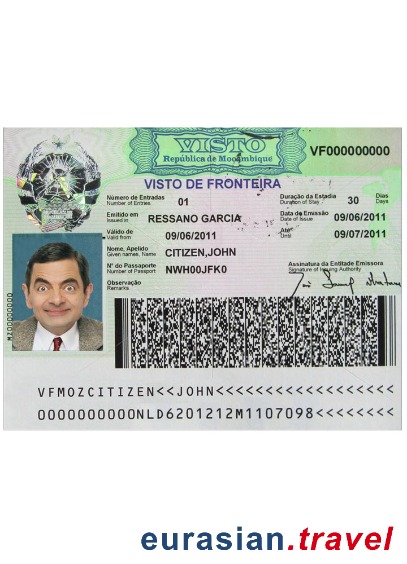 VISTO
República de Moçambique
VF000000000
VISTO DE FRONTEIRA
Número de Entradas 01 Duração da Estadia 30 Dias
Number of Entries Duration of Stay Days
Emitido em RESSANO GARCIA Data de Emissão 09/06/2011
Issued in Date of Issue
Válido de 09/06/2011 Até 09/07/2011
Valid from Until
Nome, Apelido CITIZEN,JOHN Assinatura da Entidade Emissora
Given names, Name Signature of Issuing Authority
Nº do Passaporte NWH00JFK0
Number of Passport
Observação
Remarks
MZ00000000
VFMOZCITIZEN<<JOHN<<<<<<<<<<<<<<<<<<
0000000000NLD6201212M1107098<<<<<<<<
eurasian.travel